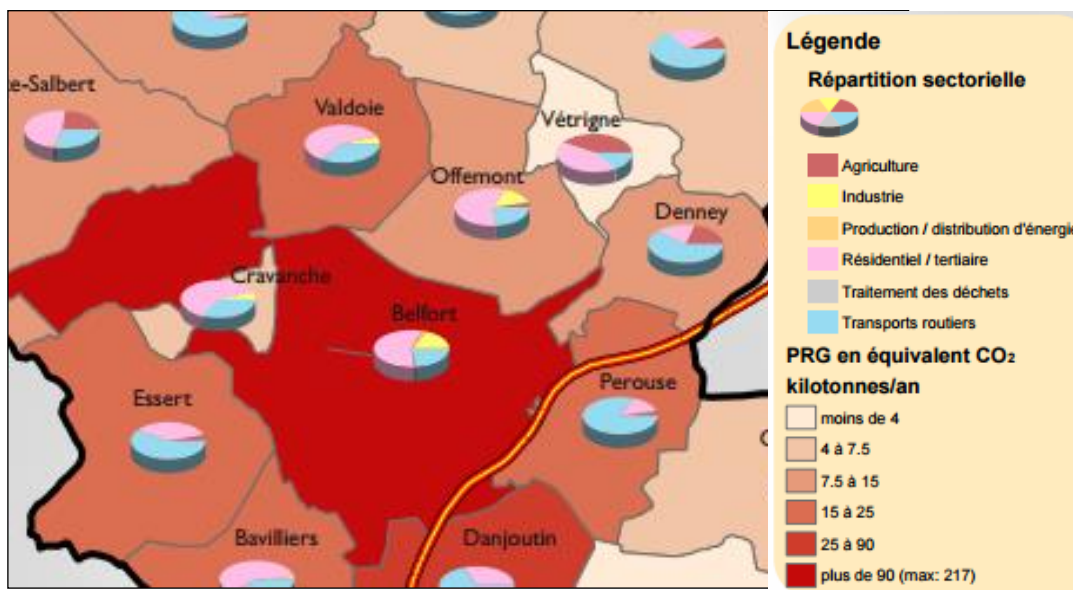 e-Salbert
Valdoie
Vétrigne
Offemont
Denney
Cravanche
Belfort
Perouse
Essert
Bavilliers
Danjoutin
Légende
Répartition sectorielle
Agriculture
Industrie
Production / distribution d'énergie
Résidentiel / tertiaire
Traitement des déchets
Transports routiers
PRG en équivalent CO₂
kilotonnes/an
moins de 4
4 à 7.5
7.5 à 15
15 à 25
25 à 90
plus de 90 (max: 217)